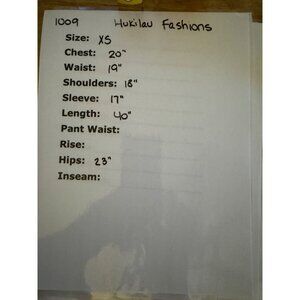 1009 Hukilau Fashions
Size: XS
Chest: 20"
Waist: 19"
Shoulders: 18"
Sleeve: 17"
Length: 40"
Pant Waist:
Rise:
Hips: 23"
Inseam: